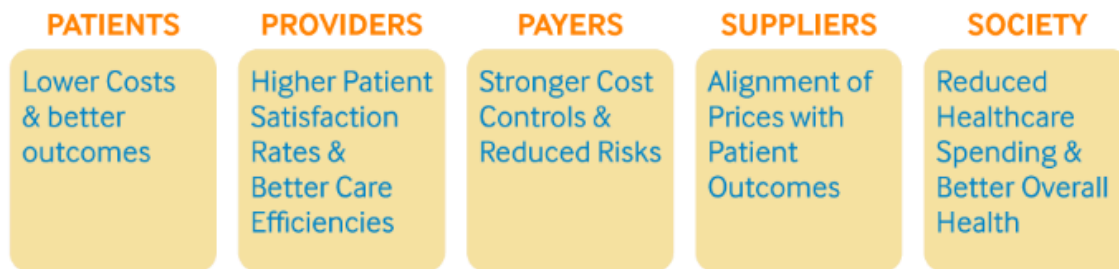 PATIENTS
Lower Costs
& better
outcomes
PROVIDERS
Higher Patient
Satisfaction
Rates &
Better Care
Efficiencies
PAYERS
Stronger Cost
Controls &
Reduced Risks
SUPPLIERS
Alignment of
Prices with
Patient
Outcomes
SOCIETY
Reduced
Healthcare
Spending &
Better Overall
Health